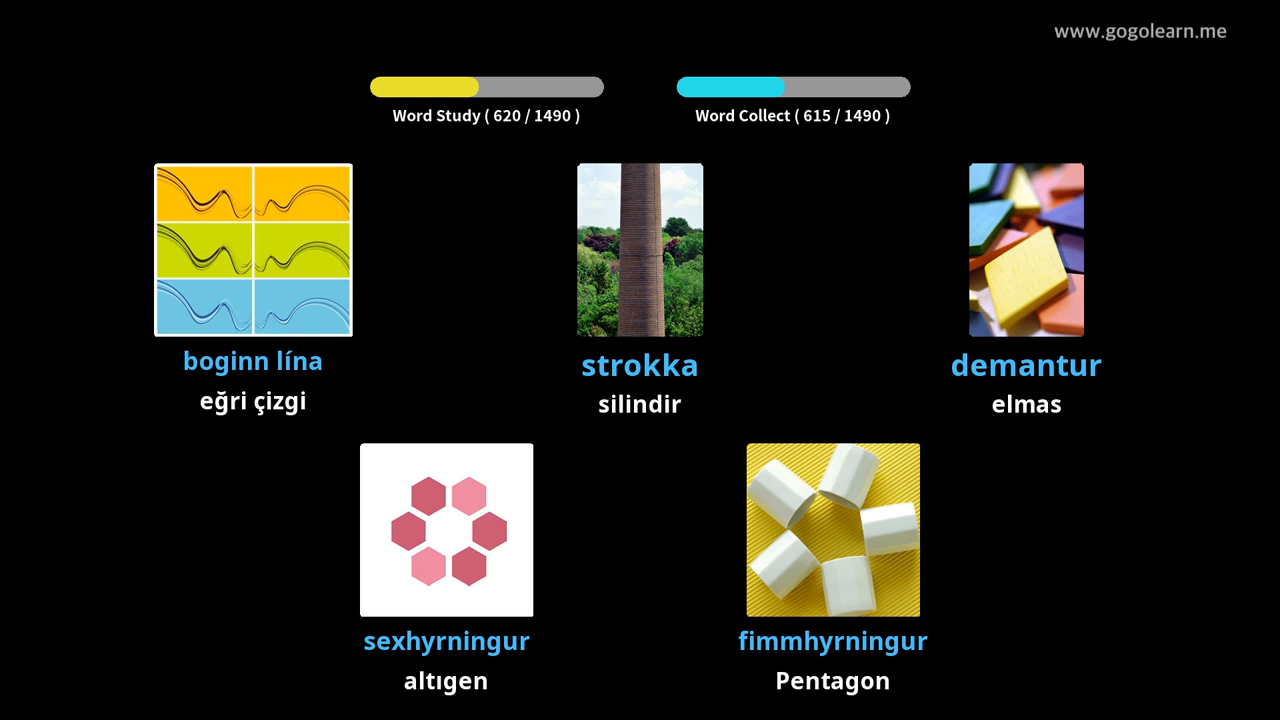 www.gogolearn.me
Word Study ( 620 / 1490 )
Word Collect ( 615 / 1490 )
boginn lína
eğri çizgi
strokka
silindir
demantur
elmas
sexhyrningur
altıgen
fimmhyrningur
Pentagon